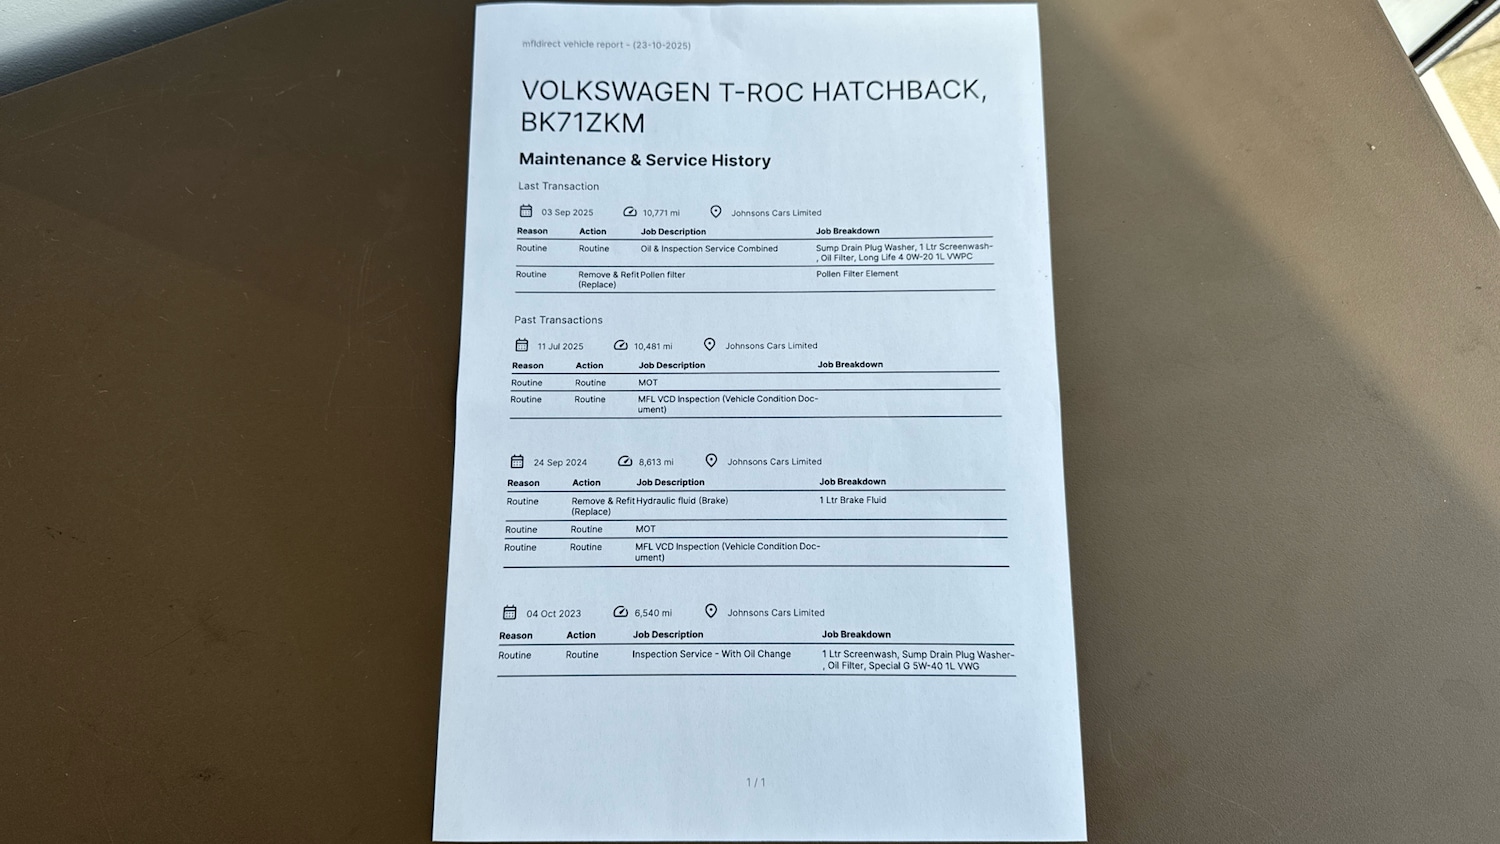 mfldirect vehicle report - (23-10-2025)
VOLKSWAGEN T-ROC HATCHBACK,
BK71ZKM
Maintenance & Service History
Last Transaction
03 Sep 2025 10,771 mi Johnsons Cars Limited
Reason Action Job Description Job Breakdown
Routine Routine Oil & Inspection Service Combined Sump Drain Plug Washer, 1 Ltr Screenwash-
, Oil Filter, Long Life 4 0W-20 1L VWPC
Routine Remove & Refit Pollen filter Pollen Filter Element
(Replace)
Past Transactions
11 Jul 2025 10,481 mi Johnsons Cars Limited
Reason Action Job Description Job Breakdown
Routine Routine MOT
Routine Routine MFL VCD Inspection (Vehicle Condition Doc-
ument)
24 Sep 2024 8,613 mi Johnsons Cars Limited
Reason Action Job Description Job Breakdown
Routine Remove & Refit Hydraulic fluid (Brake) 1 Ltr Brake Fluid
(Replace)
Routine Routine MOT
Routine Routine MFL VCD Inspection (Vehicle Condition Doc-
ument)
04 Oct 2023 6,540 mi Johnsons Cars Limited
Reason Action Job Description Job Breakdown
Routine Routine Inspection Service - With Oil Change 1 Ltr Screenwash, Sump Drain Plug Washer-
, Oil Filter, Special G 5W-40 1L VWG
1 / 1